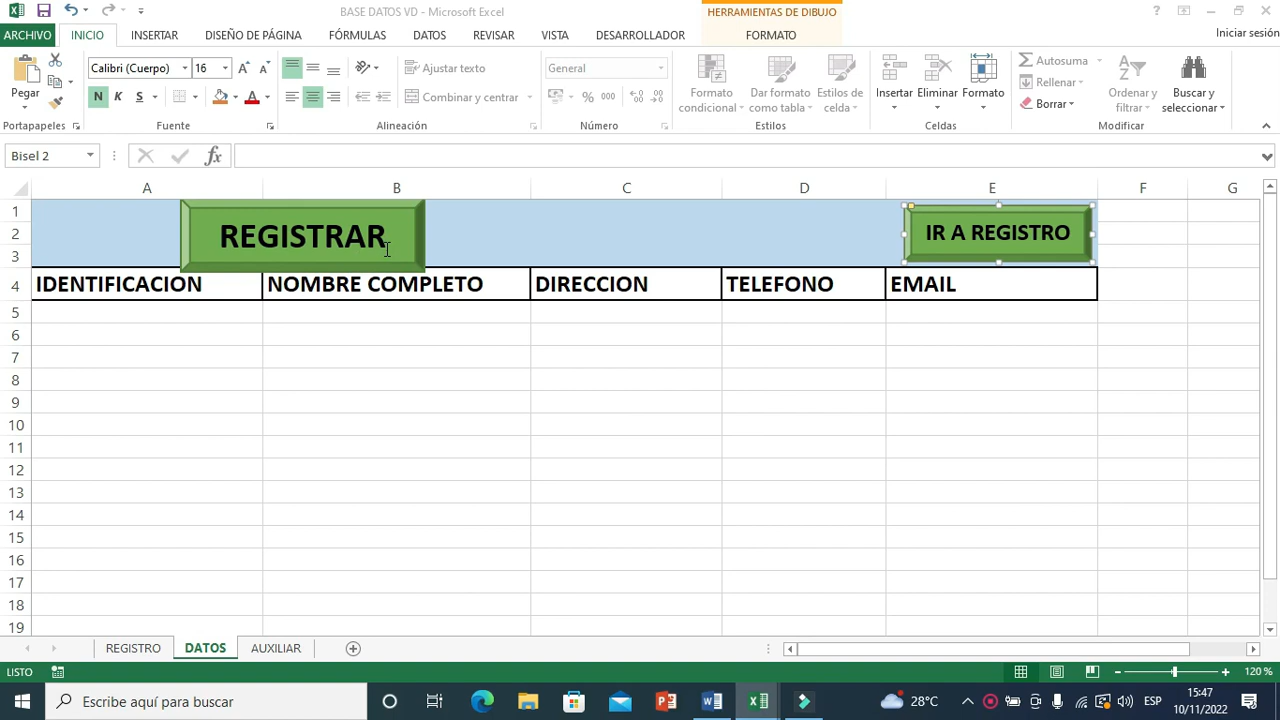 BASE DATOS VD - Microsoft Excel
HERRAMIENTAS DE DIBUJO
ARCHIVO INICIO INSERTAR DISEÑO DE PÁGINA FÓRMULAS DATOS REVISAR VISTA DESARROLLADOR FORMATO Iniciar sesión
Pegar
Portapapeles
Calibri (Cuerpo) 16
N K S
Fuente
Ajustar texto
Combinar y centrar
Alineación
General
% 000
Número
Formato condicional
Dar formato como tabla
Estilos de celda
Estilos
Insertar Eliminar Formato
Celdas
Autosuma
Rellenar
Borrar
Ordenar y filtrar
Buscar y seleccionar
Modificar
Bisel 2
fx
A B C D E F G
1
2
3
REGISTRAR
IR A REGISTRO
4 IDENTIFICACION NOMBRE COMPLETO DIRECCION TELEFONO EMAIL
5
6
7
8
9
10
11
12
13
14
15
16
17
18
19
REGISTRO DATOS AUXILIAR
LISTO
120 %
Escribe aquí para buscar
28°C
ESP
15:47
10/11/2022